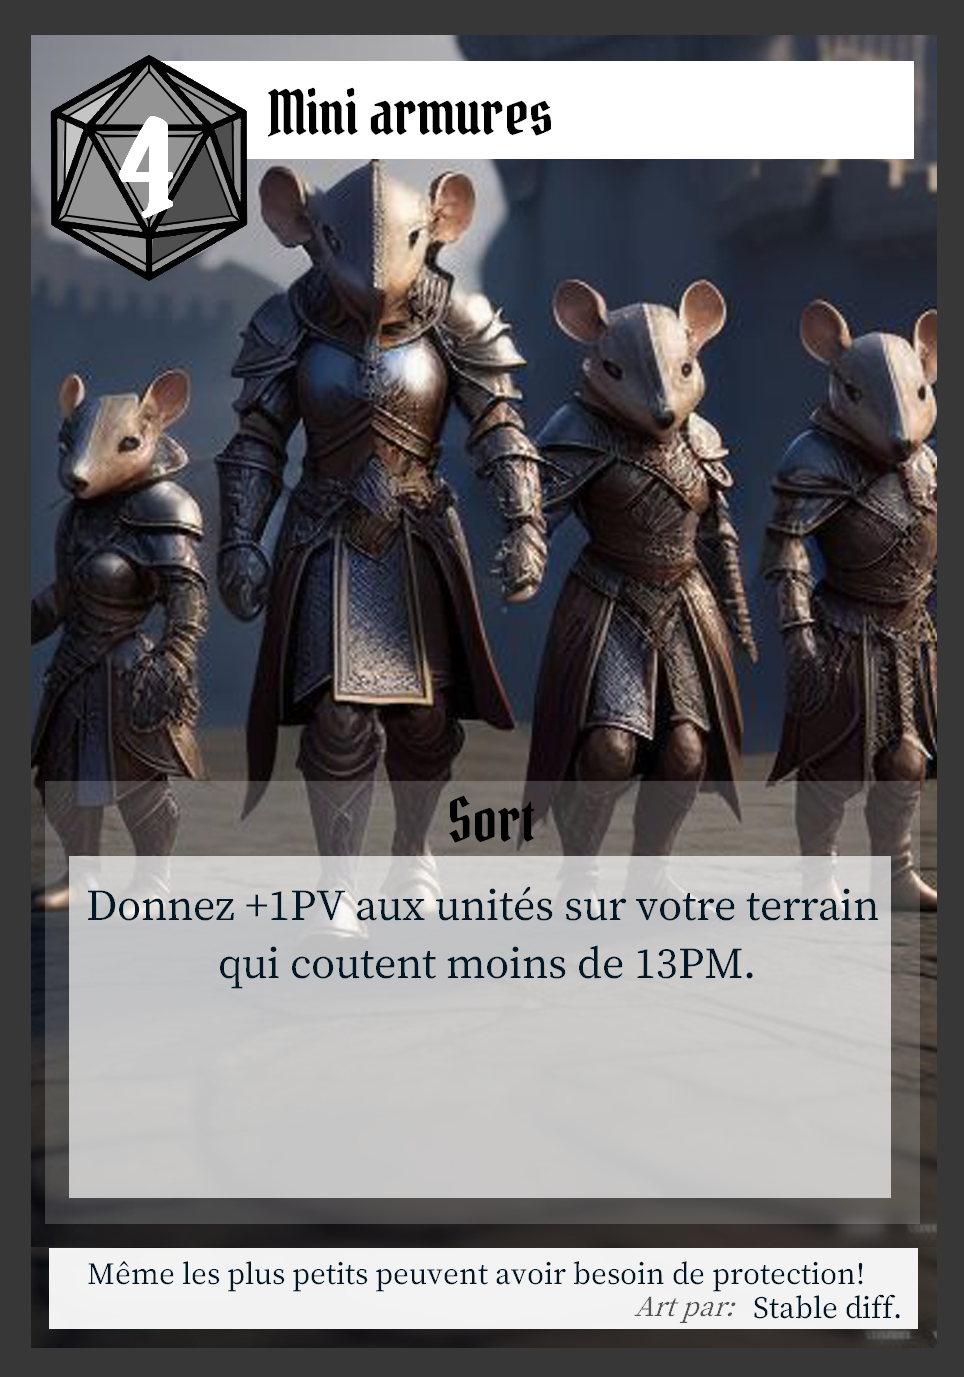 4
Mini armures
Sort
Donnez +1PV aux unités sur votre terrain
qui coutent moins de 13PM.
Même les plus petits peuvent avoir besoin de protection!
Art par: Stable diff.